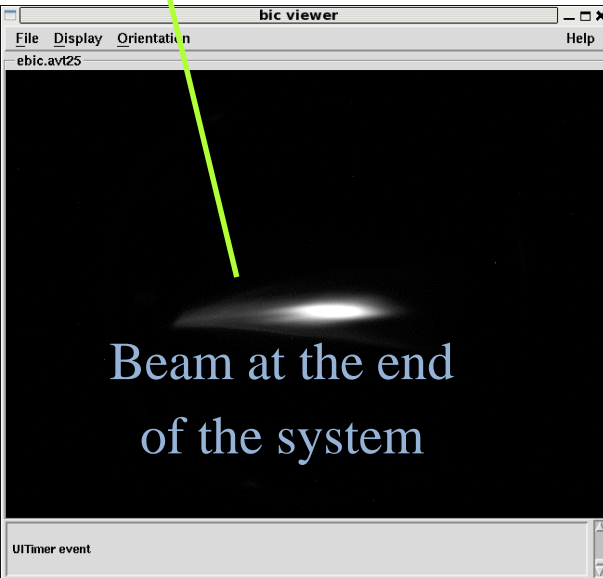 bic viewer
File Display Orientation Help
ebic.avt25
Beam at the end
of the system
UITimer event